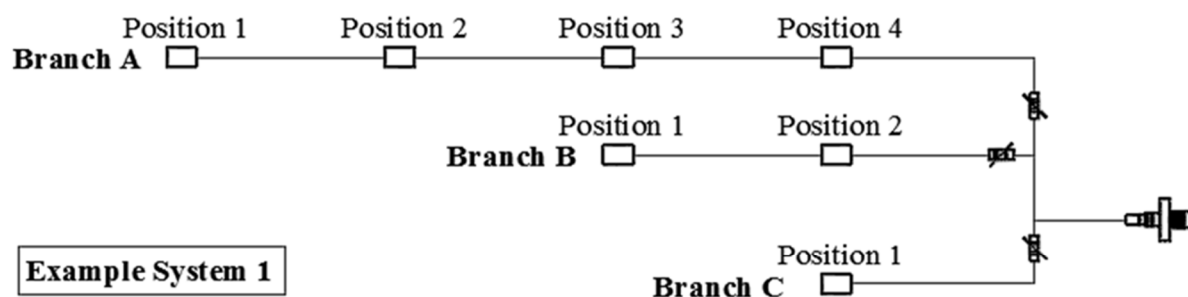 Position 1 Position 2 Position 3 Position 4
Branch A
Position 1 Position 2
Branch B
Position 1
Branch C
Example System 1